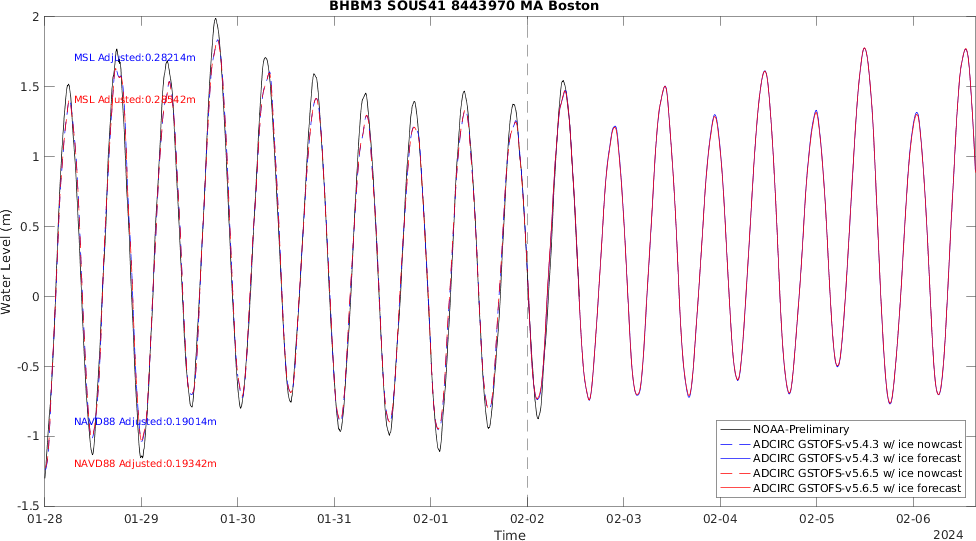 BHBM3 SOUS41 8443970 MA Boston
2
MSL Adjusted:0.28214m
1.5
MSL Adjusted:0.28542m
1
0.5
Water Level (m)
0
-0.5
NAVD88 Adjusted:0.19014m
-1
NAVD88 Adjusted:0.19342m
-1.5
NOAA-Preliminary
ADCIRC GSTOFS-v5.4.3 w/ ice nowcast
ADCIRC GSTOFS-v5.4.3 w/ ice forecast
ADCIRC GSTOFS-v5.6.5 w/ ice nowcast
ADCIRC GSTOFS-v5.6.5 w/ ice forecast
01-28 01-29 01-30 01-31 02-01 02-02 02-03 02-04 02-05 02-06
Time
2024